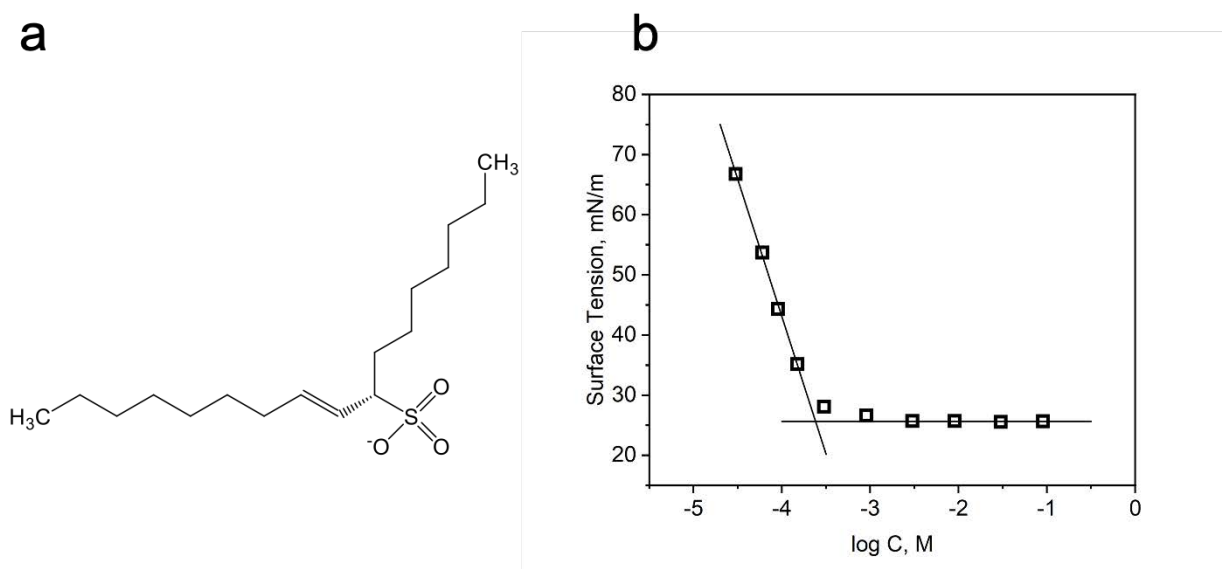 a
CH3
H3C
S
O
-O
O
b
80
70
60
50
40
30
20
Surface Tension, mN/m
-5 -4 -3 -2 -1 0
log C, M